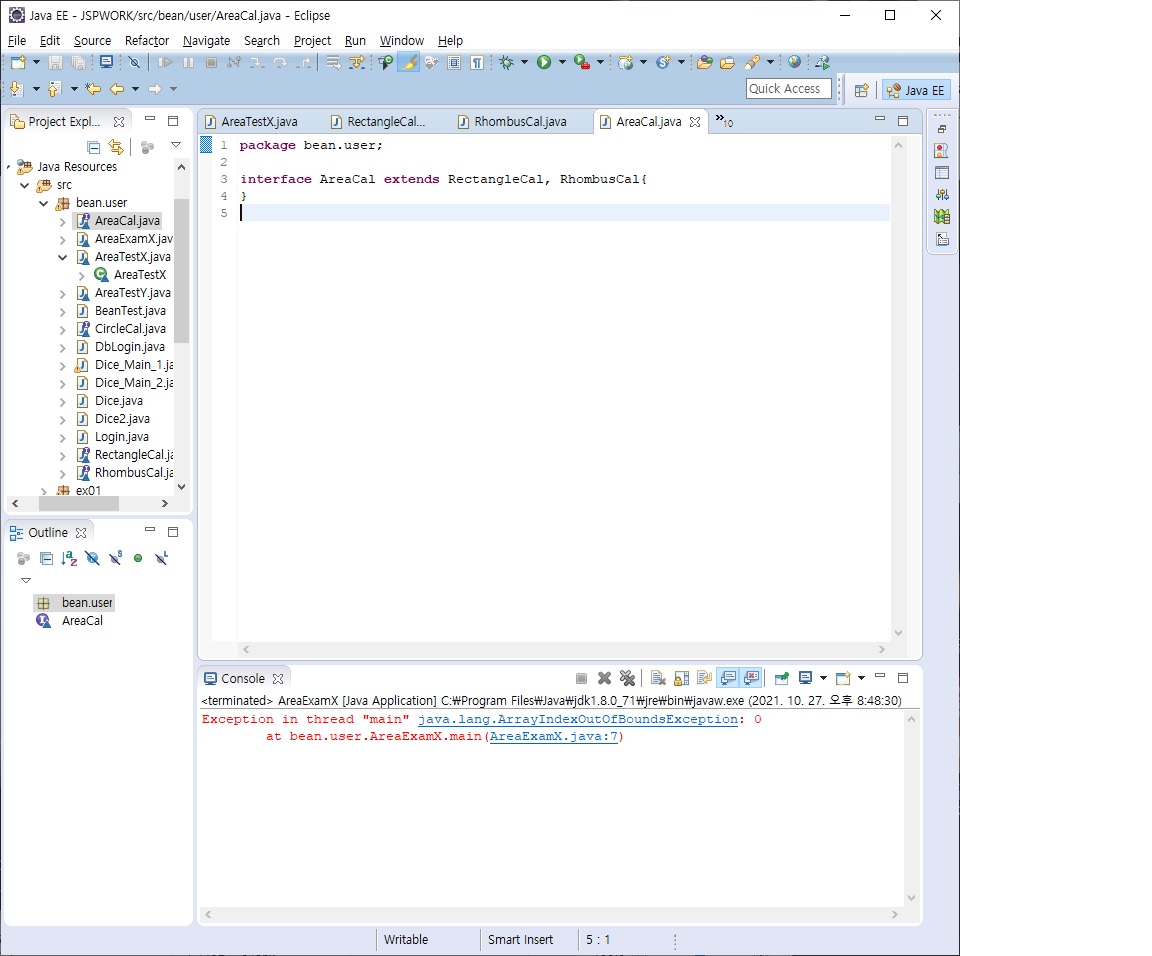 Java EE - JSPWORK/src/bean/user/AreaCal.java - Eclipse
File Edit Source Refactor Navigate Search Project Run Window Help
Quick Access
Java EE
Project Expl...
Java Resources
src
bean.user
AreaCal.java
AreaExamX.jav
AreaTestX.java
AreaTestX
AreaTestY.java
BeanTest.java
CircleCal.java
DbLogin.java
Dice_Main_1.ja
Dice_Main_2.ja
Dice.java
Dice2.java
Login.java
RectangleCal.ja
RhombusCal.ja
ex01
Outline
bean.user
AreaCal
AreaTestX.java RectangleCal... RhombusCal.java AreaCal.java »10
1 package bean.user;
2
3 interface AreaCal extends RectangleCal, RhombusCal{
4 }
5
Console
<terminated> AreaExamX [Java Application] C:₩Program Files₩Java₩jdk1.8.0_71₩jre₩bin₩javaw.exe (2021. 10. 27. 오후 8:48:30)
Exception in thread "main" java.lang.ArrayIndexOutOfBoundsException: 0
at bean.user.AreaExamX.main(AreaExamX.java:7)
Writable Smart Insert 5 : 1